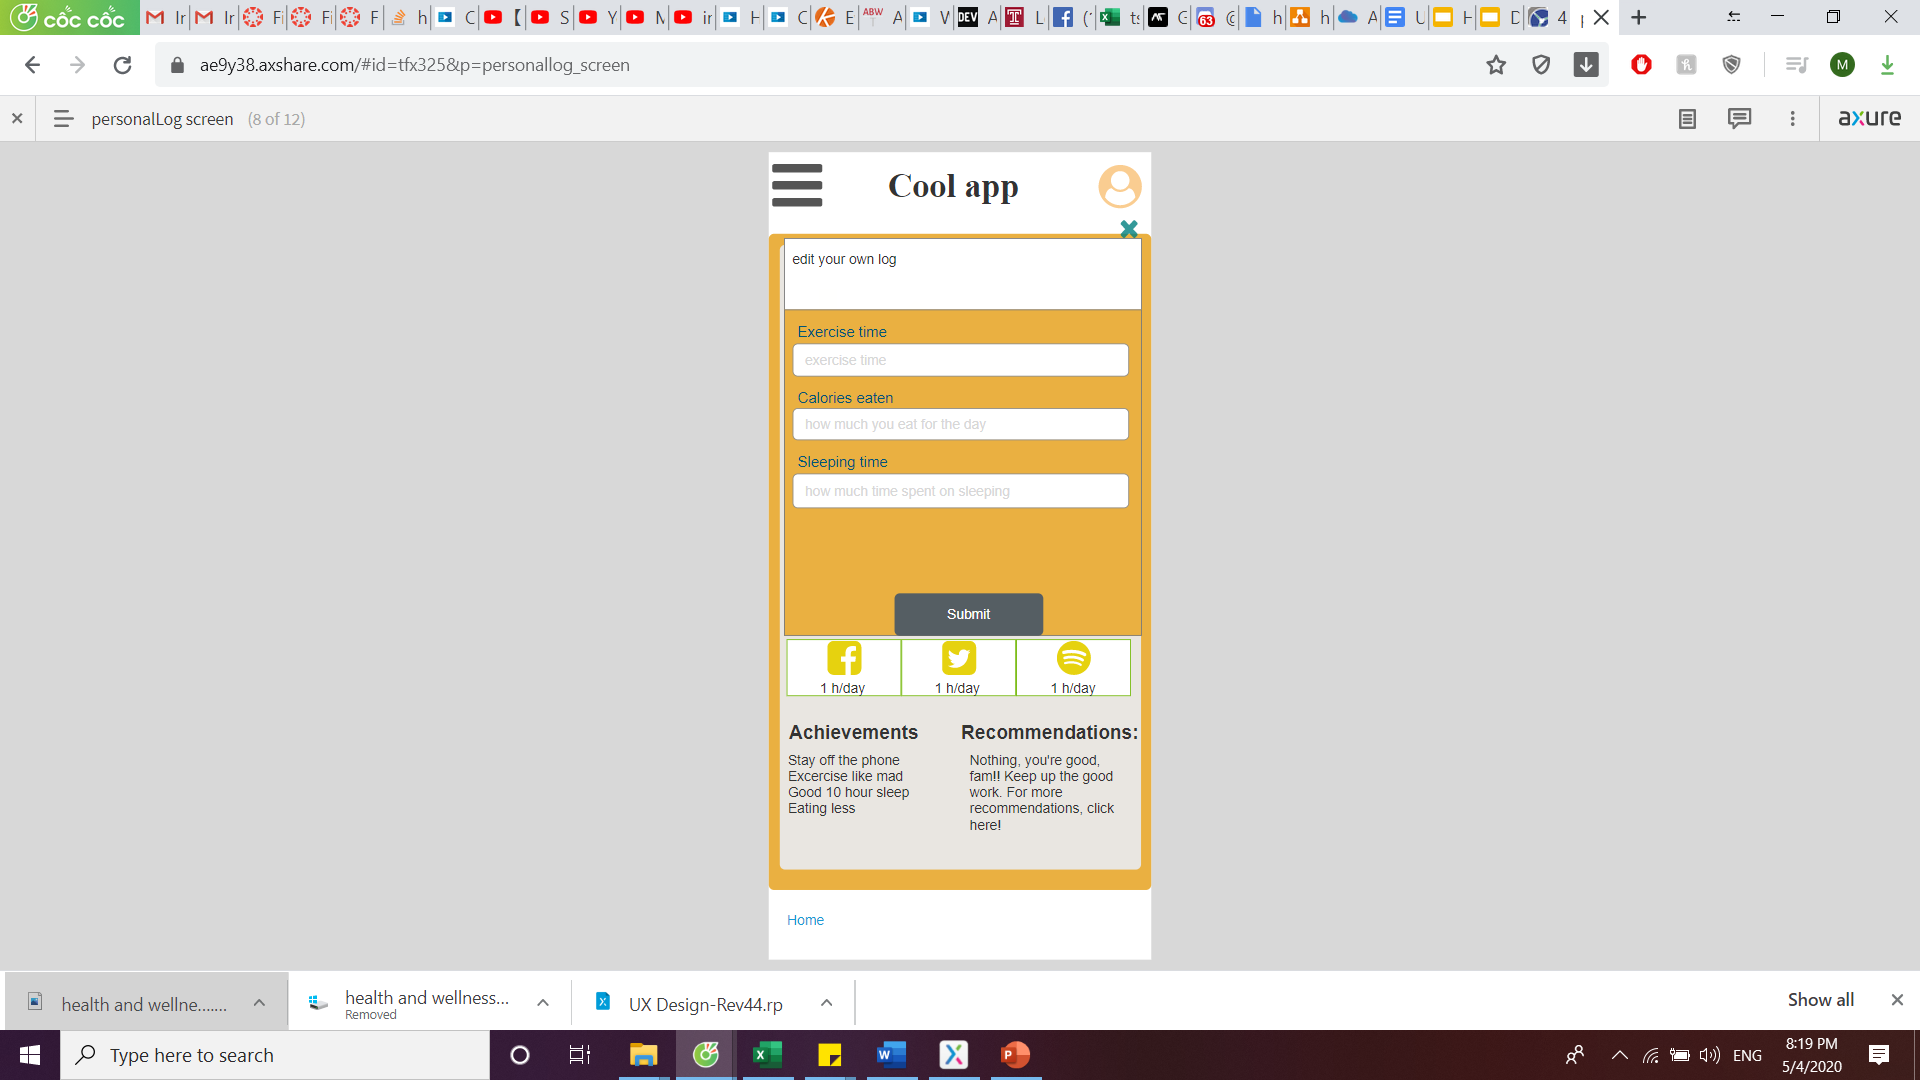 cốc cốc
ae9y38.axshare.com/#id=tfx325&p=personallog_screen
M
personalLog screen (8 of 12)
axure
Cool app
edit your own log
Exercise time
exercise time
Calories eaten
how much you eat for the day
Sleeping time
how much time spent on sleeping
Submit
1 h/day 1 h/day 1 h/day
Achievements
Stay off the phone
Excercise like mad
Good 10 hour sleep
Eating less
Recommendations:
Nothing, you're good,
fam!! Keep up the good
work. For more
recommendations, click
here!
Home
health and wellne.......
health and wellness...
Removed
UX Design-Rev44.rp
Show all
Type here to search
ENG
8:19 PM
5/4/2020